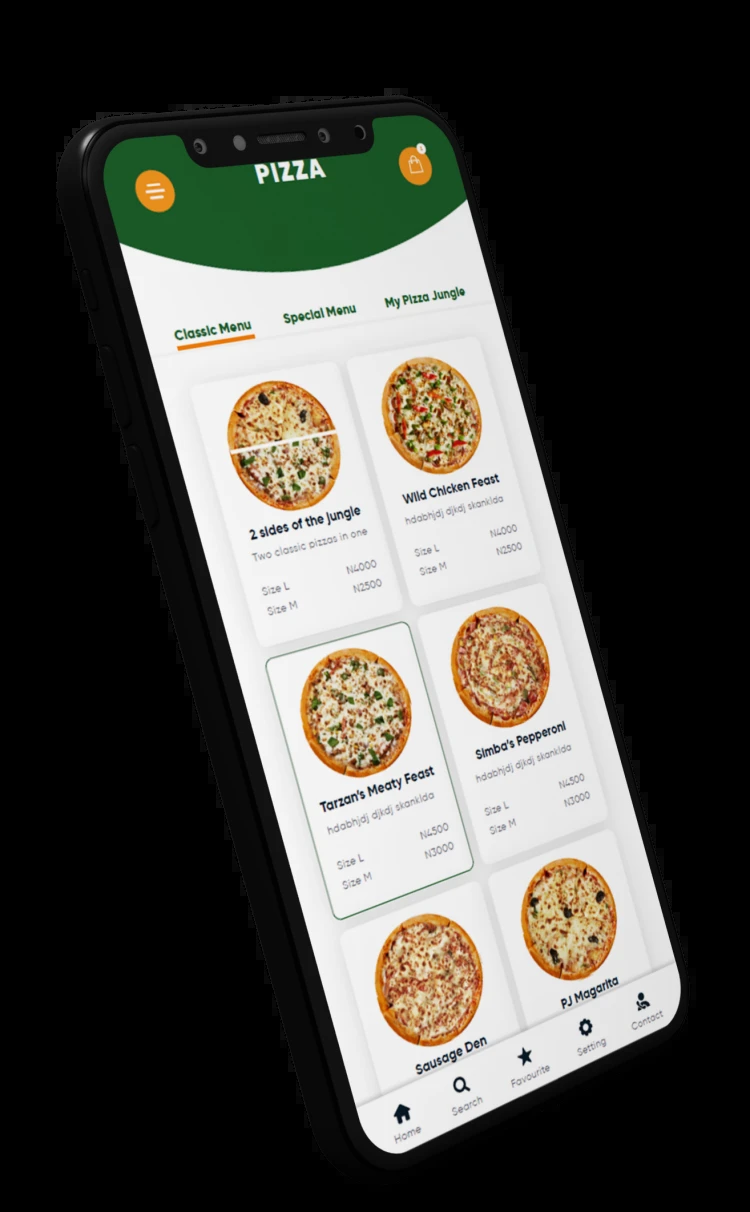 PIZZA
Classic Menu
Special Menu
My Pizza Jungle
2 sides of the jungle
Two classic pizzas in one
Size L N4000
Size M N2500
Wild Chicken Feast
hdabhjdj djkdj skanklda
Size L N4000
Size M N2500
Tarzan's Meaty Feast
hdabhjdj djkdj skanklda
Size L N4500
Size M N3000
Simba's Pepperoni
hdabhjdj djkdj skanklda
Size L N4500
Size M N3000
Sausage Den
PJ Magarita
Home
Search
Favourite
Setting
Contact